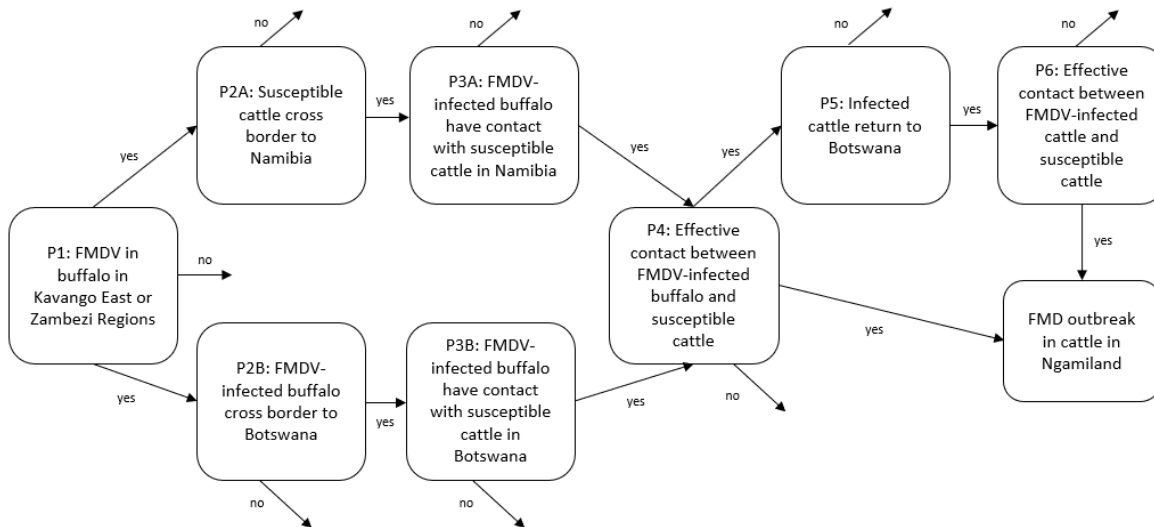 no
no
no
no
P2A: Susceptible
cattle cross
border to
Namibia
yes
P3A: FMDV-
infected buffalo
have contact
with susceptible
cattle in Namibia
P5: Infected
cattle return to
Botswana
yes
P6: Effective
contact between
FMDV-infected
cattle and
susceptible
cattle
yes
yes
yes
P1: FMDV in
buffalo in
Kavango East or
Zambezi Regions
no
P4: Effective
contact between
FMDV-infected
buffalo and
susceptible
cattle
yes
yes
FMD outbreak
in cattle in
Ngamiland
yes
P2B: FMDV-
infected buffalo
cross border to
Botswana
yes
P3B: FMDV-
infected buffalo
have contact
with susceptible
cattle in
Botswana
yes
no
no
no